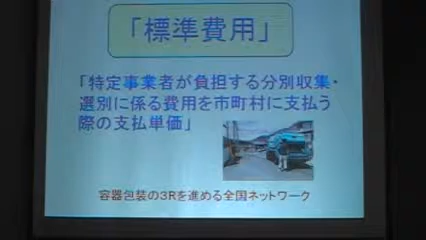 「標準費用」
「特定事業者が負担する分別収集・
選別に係る費用を市町村に支払う
際の支払単価」
容器包装の3Rを進める全国ネットワーク